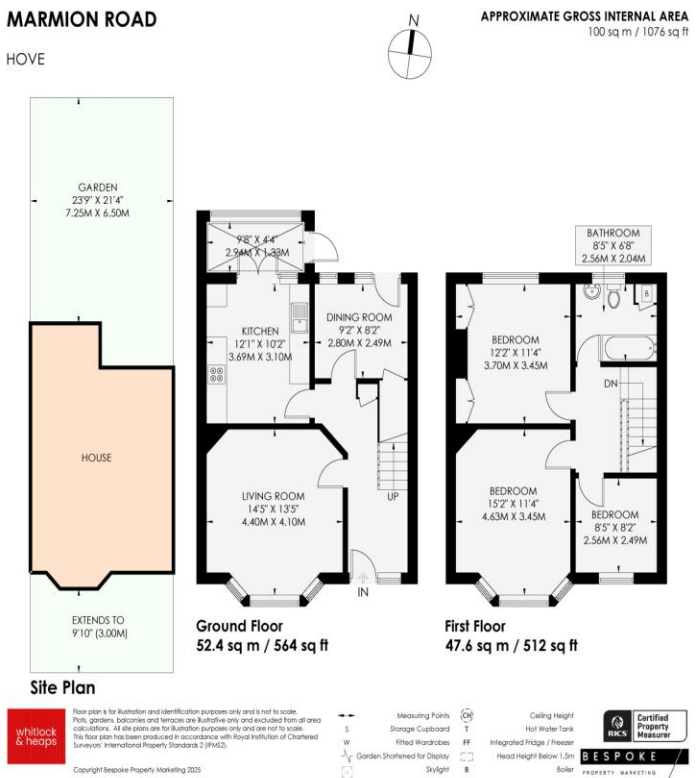 MARMION ROAD
HOVE
N
APPROXIMATE GROSS INTERNAL AREA
100 sq m / 1076 sq ft
GARDEN
23'9" X 21'4"
7.25M X 6.50M
HOUSE
EXTENDS TO
9'10" (3.00M)
Site Plan
9'8" X 4'4"
2.94M X 1.33M
KITCHEN
12'1" X 10'2"
3.69M X 3.10M
DINING ROOM
9'2" X 8'2"
2.80M X 2.49M
LIVING ROOM
14'5" X 13'5"
4.40M X 4.10M
UP
IN
Ground Floor
52.4 sq m / 564 sq ft
BATHROOM
8'5" X 6'8"
2.56M X 2.04M
B
BEDROOM
12'2" X 11'4"
3.70M X 3.45M
DN
BEDROOM
15'2" X 11'4"
4.63M X 3.45M
BEDROOM
8'5" X 8'2"
2.56M X 2.49M
First Floor
47.6 sq m / 512 sq ft
whitlock
& heaps
Floor plan is for illustration and identification purposes only and is not to scale.
Plots, gardens, balconies and terraces are illustrative only and excluded from all area
calculations. All site plans are for illustration purposes only and are not to scale.
This floor plan has been produced in accordance with Royal Institution of Chartered
Surveyors' International Property Standards 2 (IPMS2).
Copyright Bespoke Property Marketing 2025
Measuring Points
S Storage Cupboard
W Fitted Wardrobes
Garden Shortened for Display
Skylight
CH Ceiling Height
T Hot Water Tank
FF Integrated Fridge / Freezer
Head Height Below 1.5m
B Boiler
RICS
Certified
Property
Measurer
BESPOKE
PROPERTY MARKETING